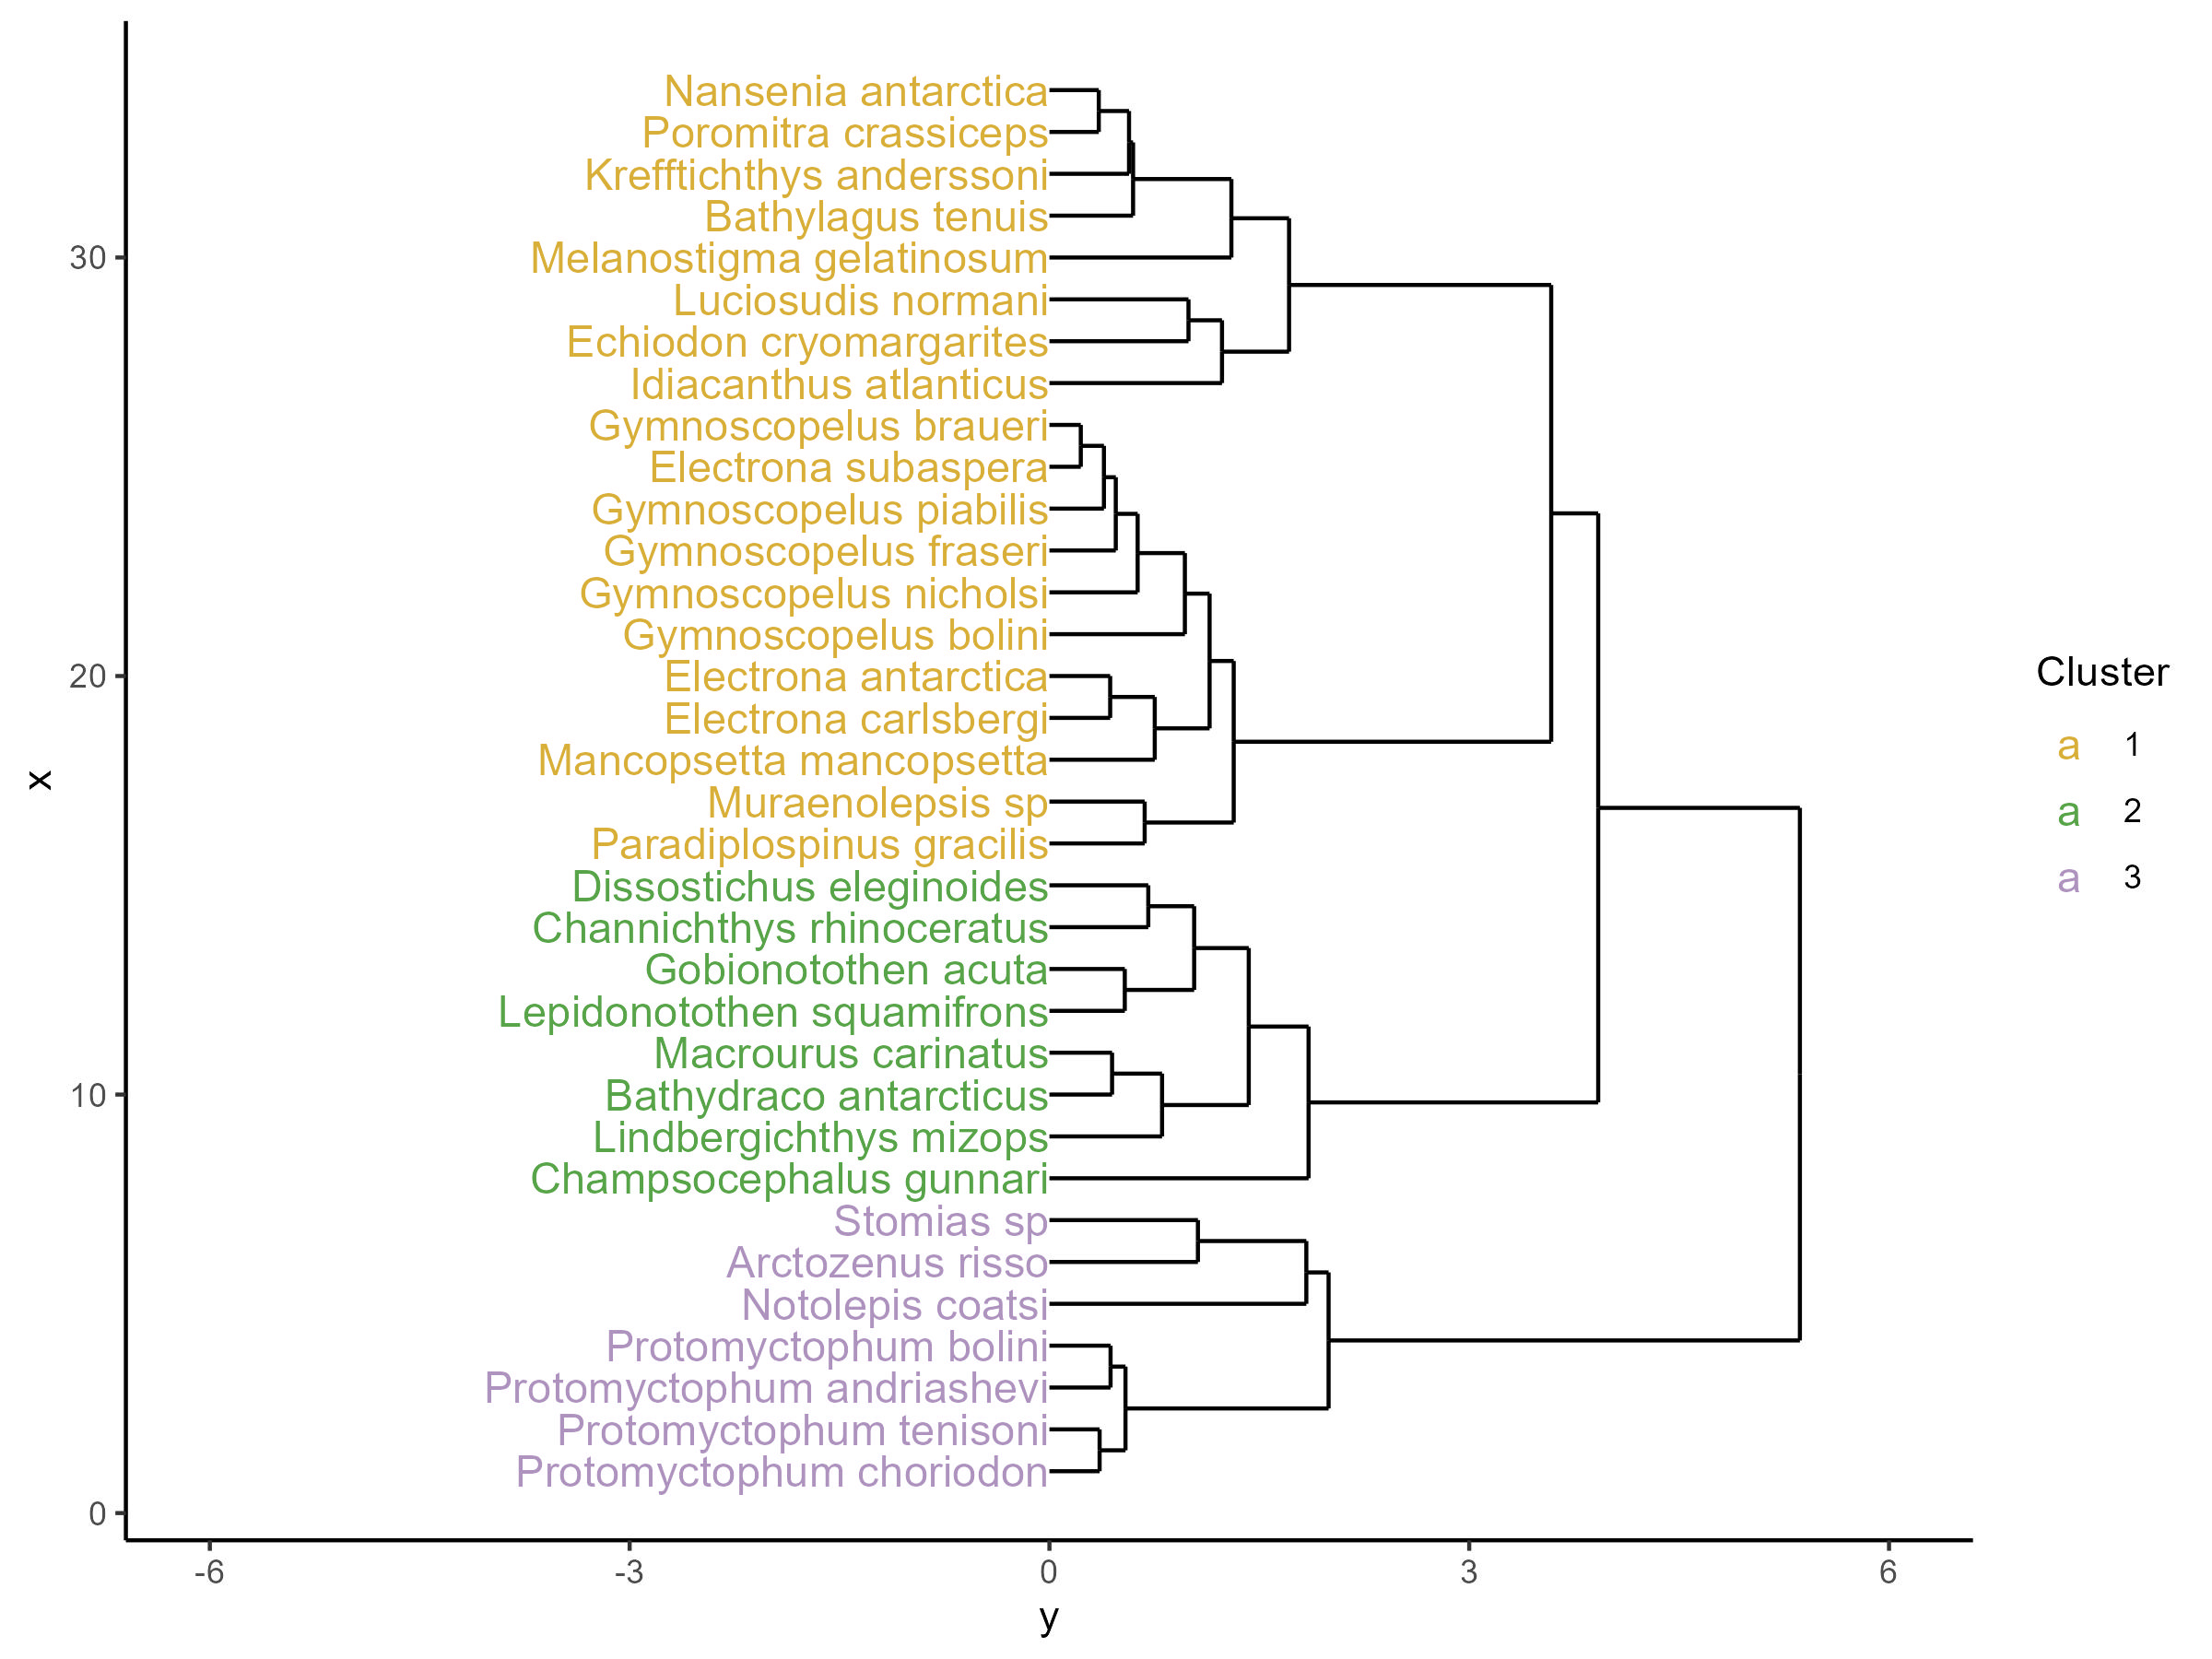 Nansenia antarctica
Poromitra crassiceps
Krefftichthys anderssoni
Bathylagus tenuis
30
Melanostigma gelatinosum
Luciosudis normani
Echiodon cryomargarites
Idiacanthus atlanticus
Gymnoscopelus braueri
Electrona subaspera
Gymnoscopelus piabilis
Gymnoscopelus fraseri
Gymnoscopelus nicholsi
Gymnoscopelus bolini
20
Electrona antarctica
Electrona carlsbergi
Mancopsetta mancopsetta
Muraenolepsis sp
Paradiplospinus gracilis
Dissostichus eleginoides
Channichthys rhinoceratus
Gobionotothen acuta
Lepidonotothen squamifrons
Macrourus carinatus
10
Bathydraco antarcticus
Lindbergichthys mizops
Champsocephalus gunnari
Stomias sp
Arctozenus risso
Notolepis coatsi
Protomyctophum bolini
Protomyctophum andriashevi
Protomyctophum tenisoni
Protomyctophum choriodon
0
x
-6 -3 0 3 6
y
Cluster
a 1
a 2
a 3